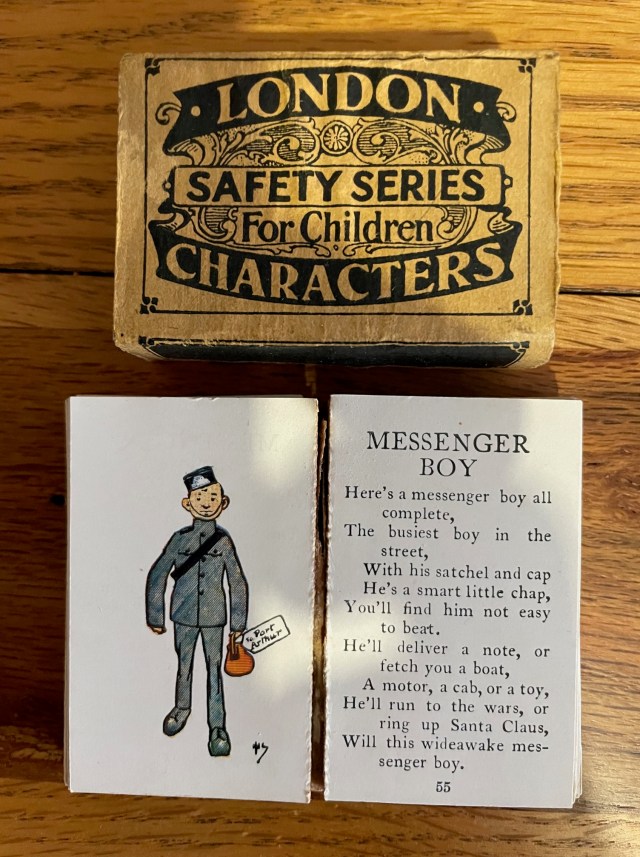 LONDON
SAFETY SERIES
For Children
CHARACTERS
to Port
Arthur
MESSENGER
BOY
Here's a messenger boy all
complete,
The busiest boy in the
street,
With his satchel and cap
He's a smart little chap,
You'll find him not easy
to beat.
He'll deliver a note, or
fetch you a boat,
A motor, a cab, or a toy,
He'll run to the wars, or
ring up Santa Claus,
Will this wideawake mes-
senger boy.
55